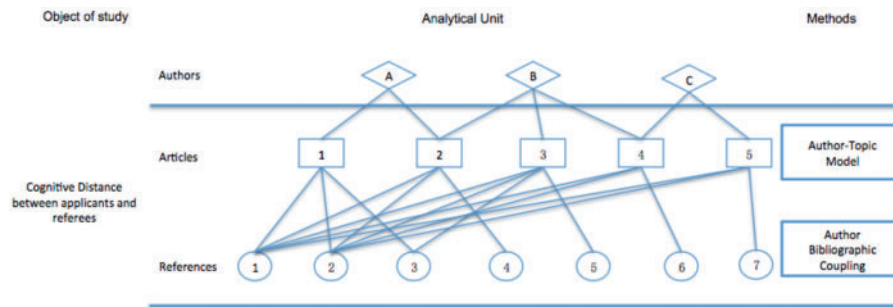 Object of study
Analytical Unit
Methods
Authors
A
B
C
Articles
1
2
3
4
5
Author-Topic
Model
Cognitive Distance
between applicants and
referees
References
1
2
3
4
5
6
7
Author
Bibliographic
Coupling